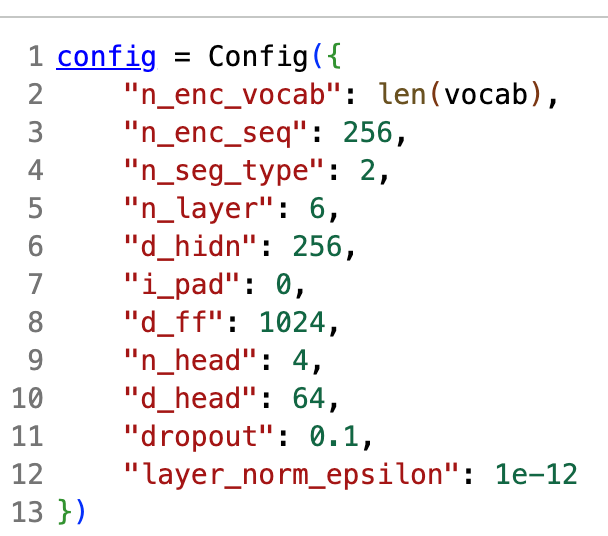 1 config = Config({
2     "n_enc_vocab": len(vocab),
3     "n_enc_seq": 256,
4     "n_seg_type": 2,
5     "n_layer": 6,
6     "d_hidn": 256,
7     "i_pad": 0,
8     "d_ff": 1024,
9     "n_head": 4,
10     "d_head": 64,
11     "dropout": 0.1,
12     "layer_norm_epsilon": 1e-12
13 })